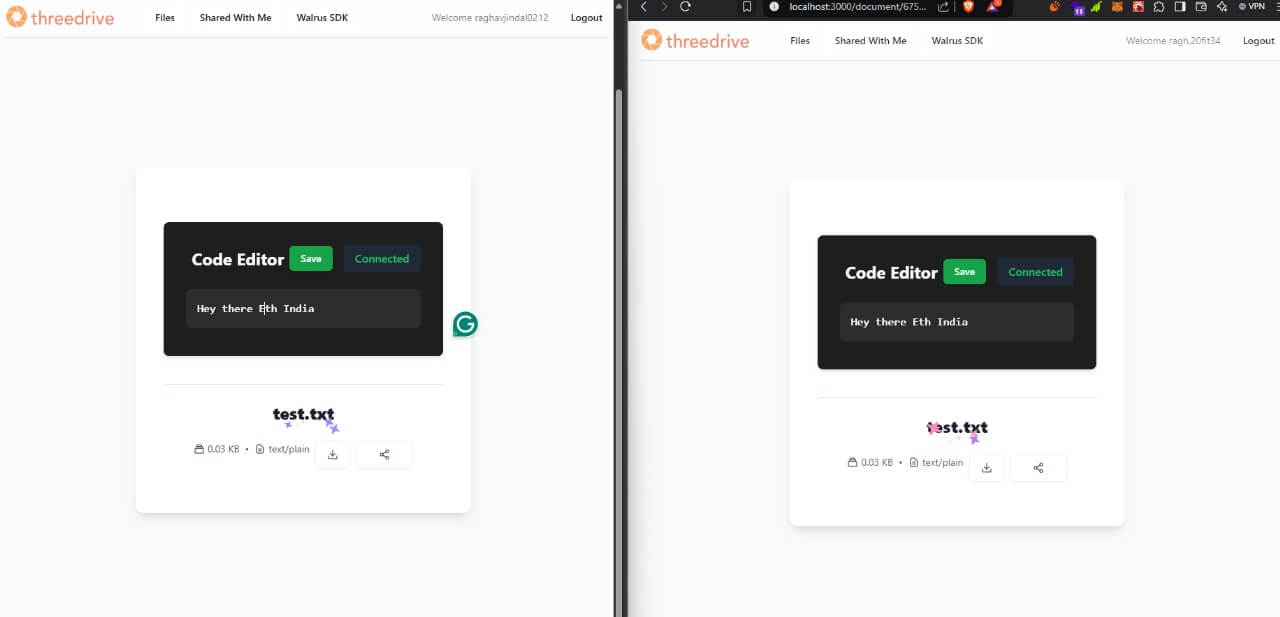 threedrive Files Shared With Me Walrus SDK Welcome raghavjindal0212 Logout
Code Editor Save Connected
Hey there Eth India
test.txt
0.03 KB • text/plain
localhost:3000/document/675... 11 VPN
threedrive Files Shared With Me Walrus SDK Welcome ragh.20fit34 Logout
Code Editor Save Connected
Hey there Eth India
test.txt
0.03 KB • text/plain